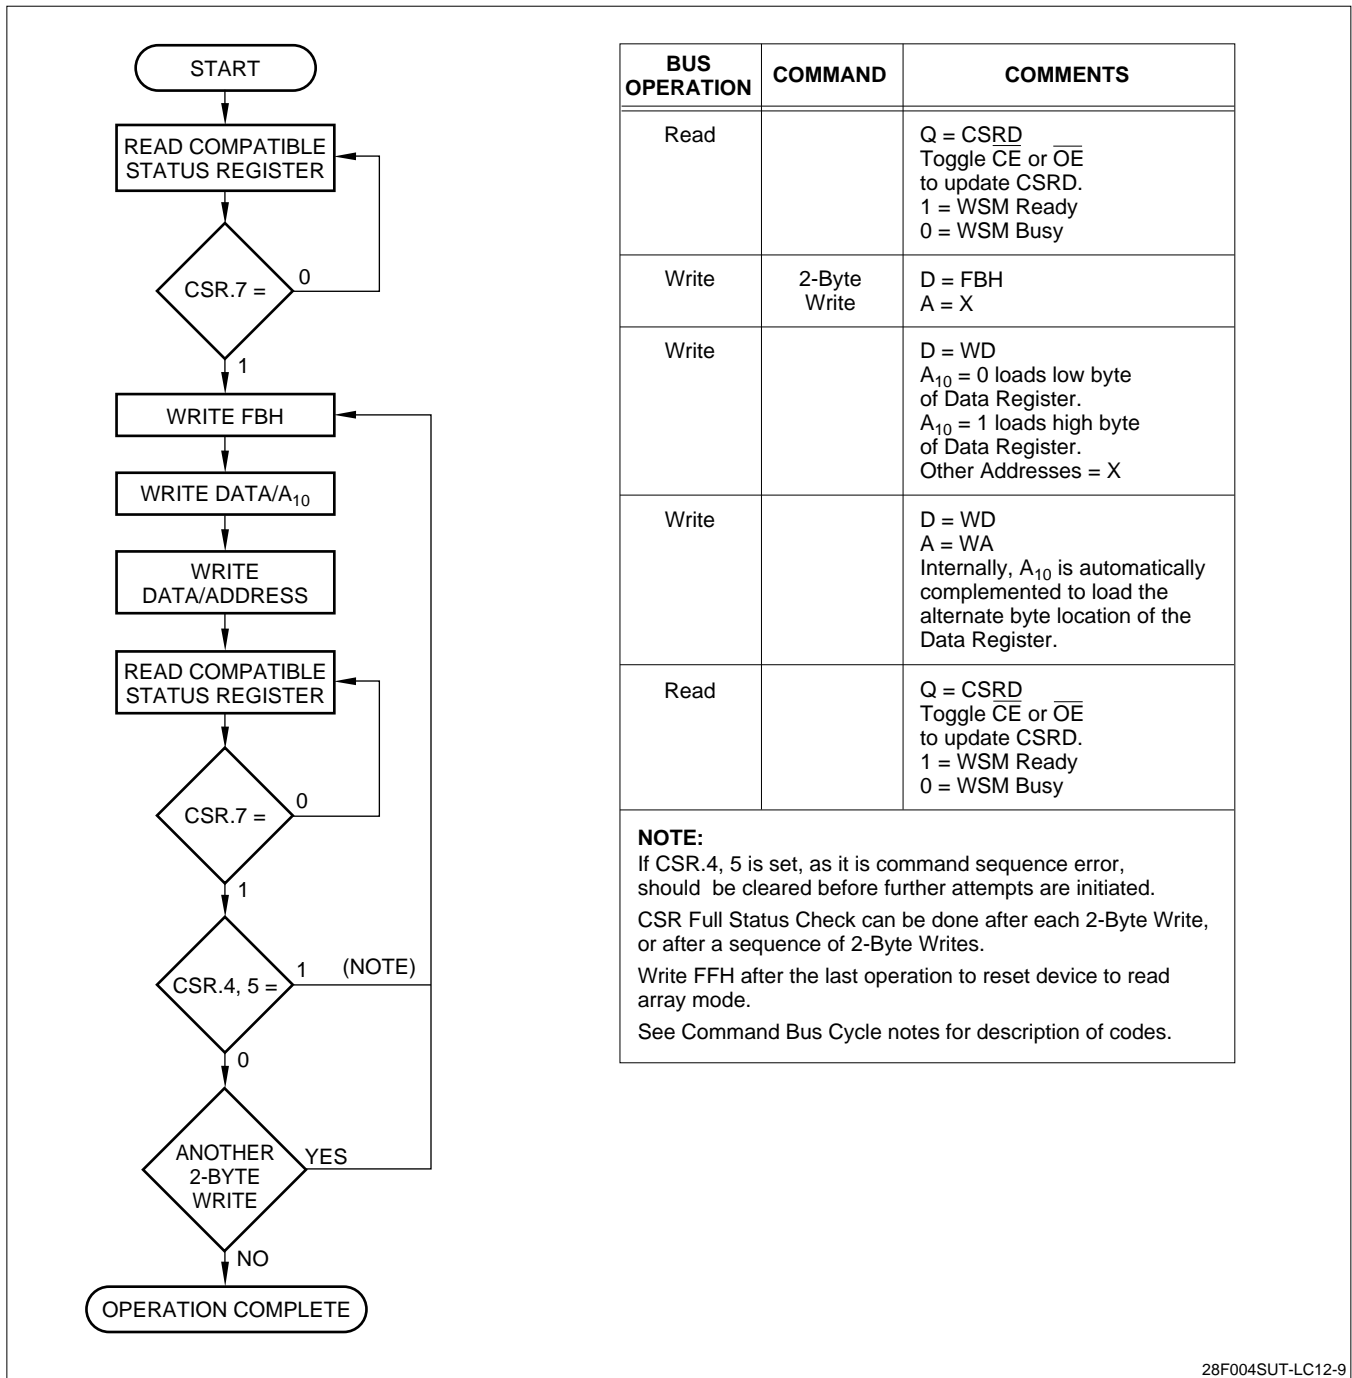 START
READ COMPATIBLE
STATUS REGISTER
CSR.7 =
0
1
WRITE FBH
WRITE DATA/A10
WRITE
DATA/ADDRESS
READ COMPATIBLE
STATUS REGISTER
CSR.7 =
0
1
CSR.4, 5 =
1
(NOTE)
0
ANOTHER
2-BYTE
WRITE
YES
NO
OPERATION COMPLETE
BUS
OPERATION
COMMAND
COMMENTS
Read
Q = CSRD
Toggle C̅E̅ or O̅E̅
to update CSRD.
1 = WSM Ready
0 = WSM Busy
Write
2-Byte
Write
D = FBH
A = X
Write
D = WD
A10 = 0 loads low byte
of Data Register.
A10 = 1 loads high byte
of Data Register.
Other Addresses = X
Write
D = WD
A = WA
Internally, A10 is automatically
complemented to load the
alternate byte location of the
Data Register.
Read
Q = CSRD
Toggle C̅E̅ or O̅E̅
to update CSRD.
1 = WSM Ready
0 = WSM Busy
NOTE:
If CSR.4, 5 is set, as it is command sequence error,
should be cleared before further attempts are initiated.
CSR Full Status Check can be done after each 2-Byte Write,
or after a sequence of 2-Byte Writes.
Write FFH after the last operation to reset device to read
array mode.
See Command Bus Cycle notes for description of codes.
28F004SUT-LC12-9